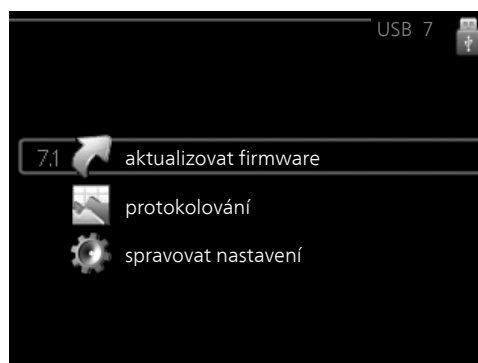 USB 7
7.1 aktualizovat firmware
protokolování
spravovat nastavení